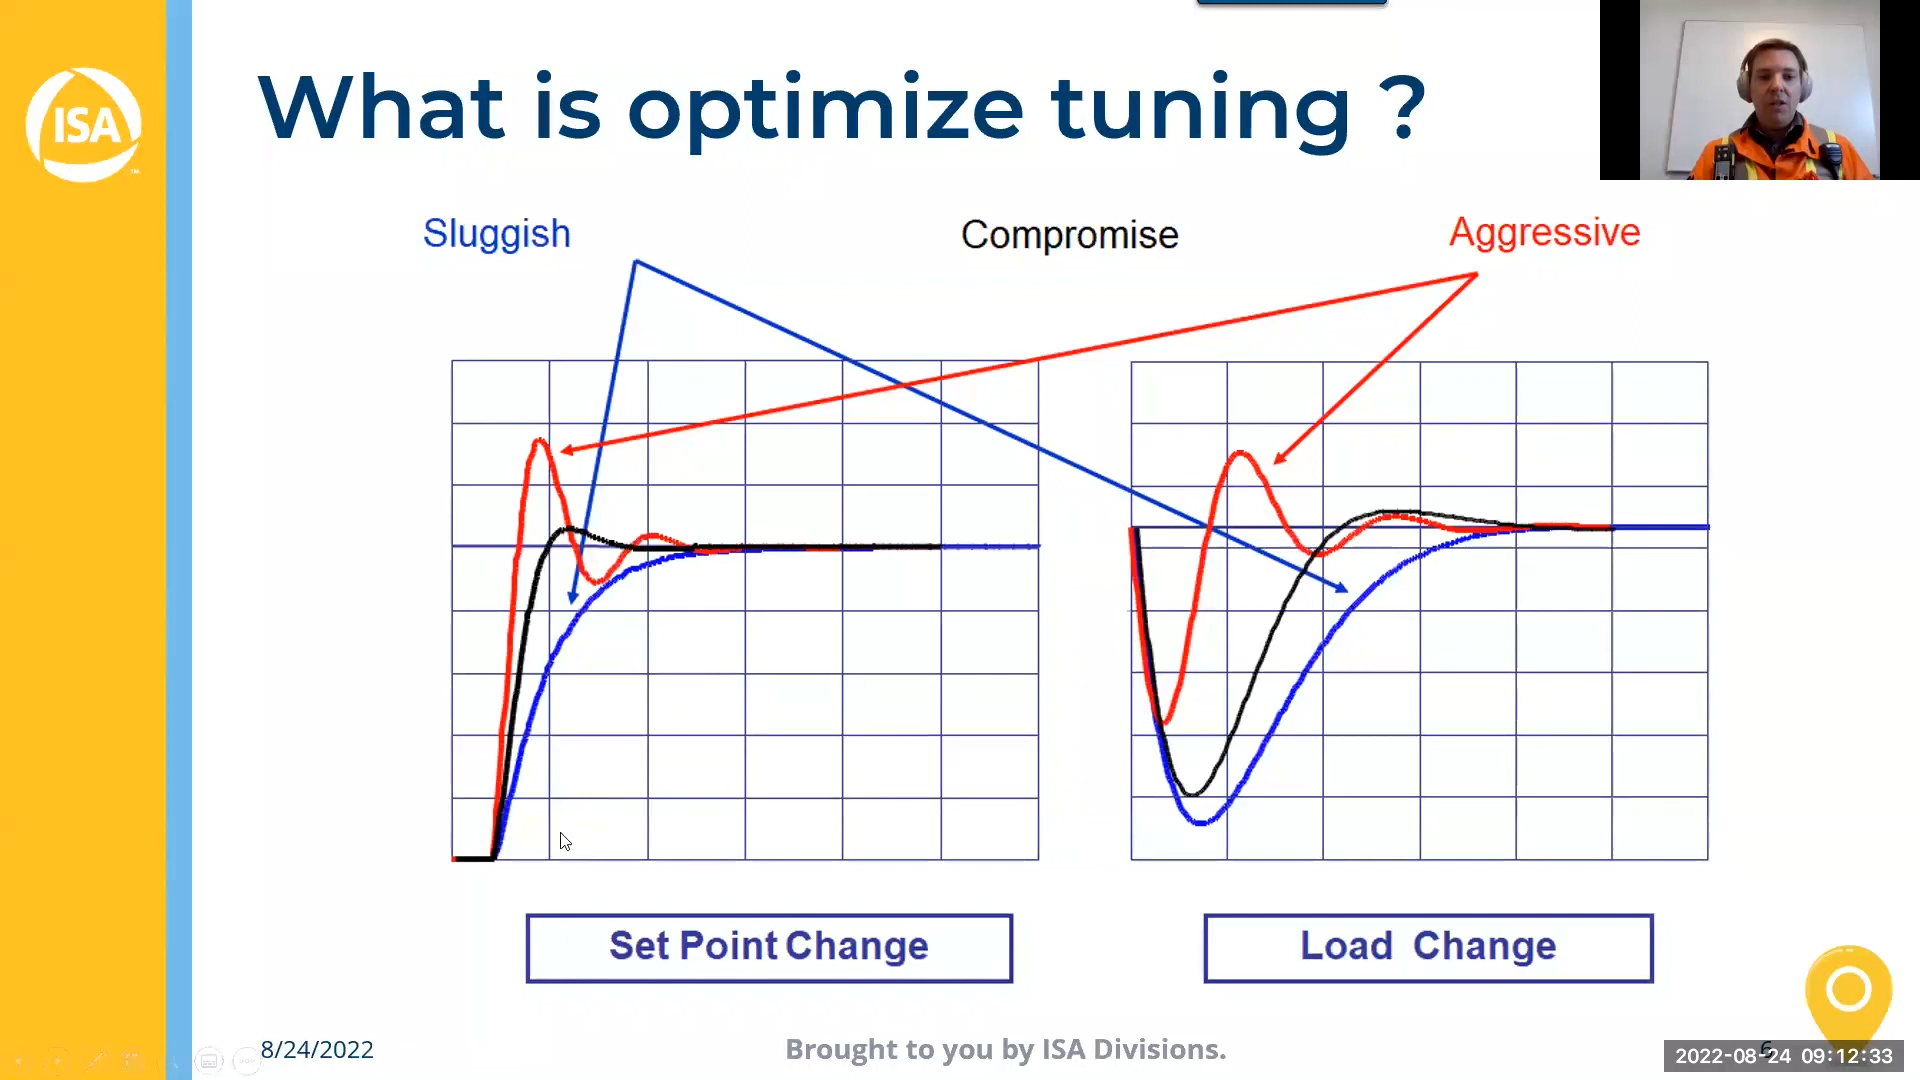 What is optimize tuning ?
ISA
Sluggish
Compromise
Aggressive
Set Point Change
Load Change
8/24/2022
Brought to you by ISA Divisions.
6
2022-08-24 09:12:33